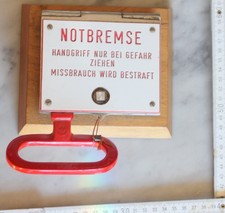 NOTBREMSE
HANDGRIFF NUR BEI GEFAHR
ZIEHEN
MISSBRAUCH WIRD BESTRAFT